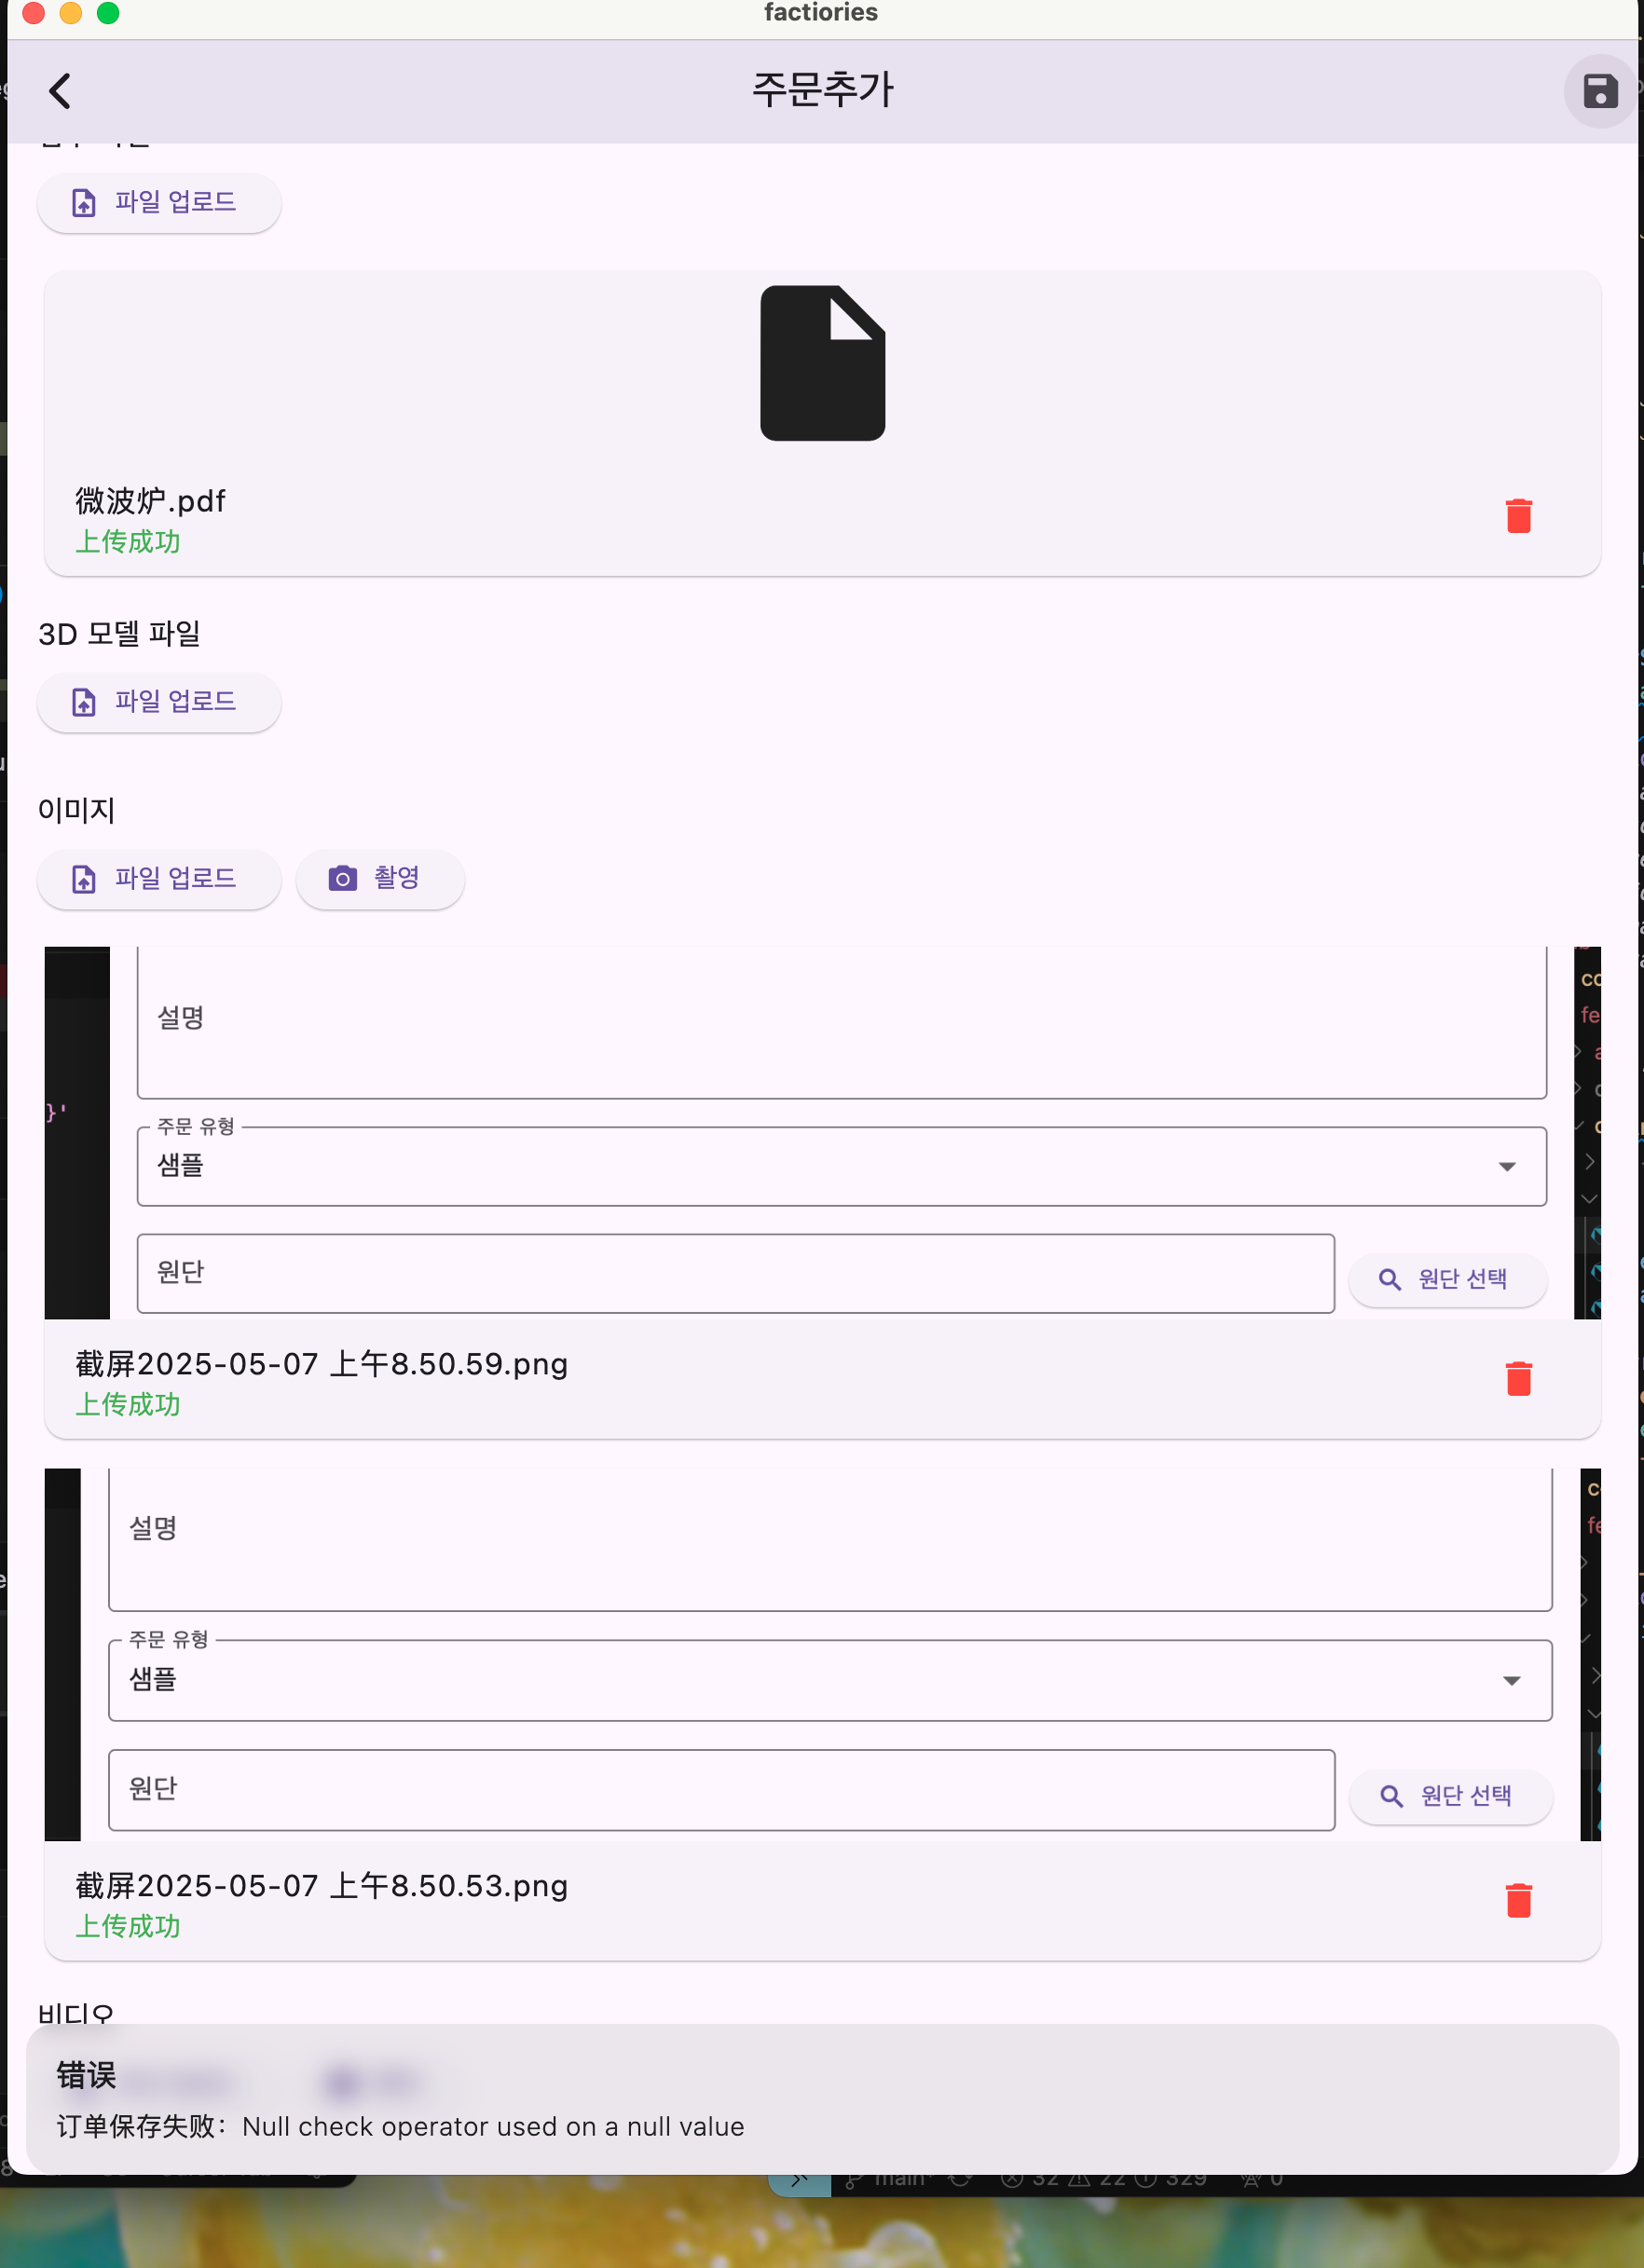 factiories
주문추가
파일 업로드
微波炉.pdf
上传成功
3D 모델 파일
파일 업로드
이미지
파일 업로드
촬영
설명
}'
주문 유형
샘플
원단
원단 선택
截屏2025-05-07 上午8.50.59.png
上传成功
설명
주문 유형
샘플
원단
원단 선택
截屏2025-05-07 上午8.50.53.png
上传成功
비디오
错误
订单保存失败：Null check operator used on a null value
main
32
22
329
0